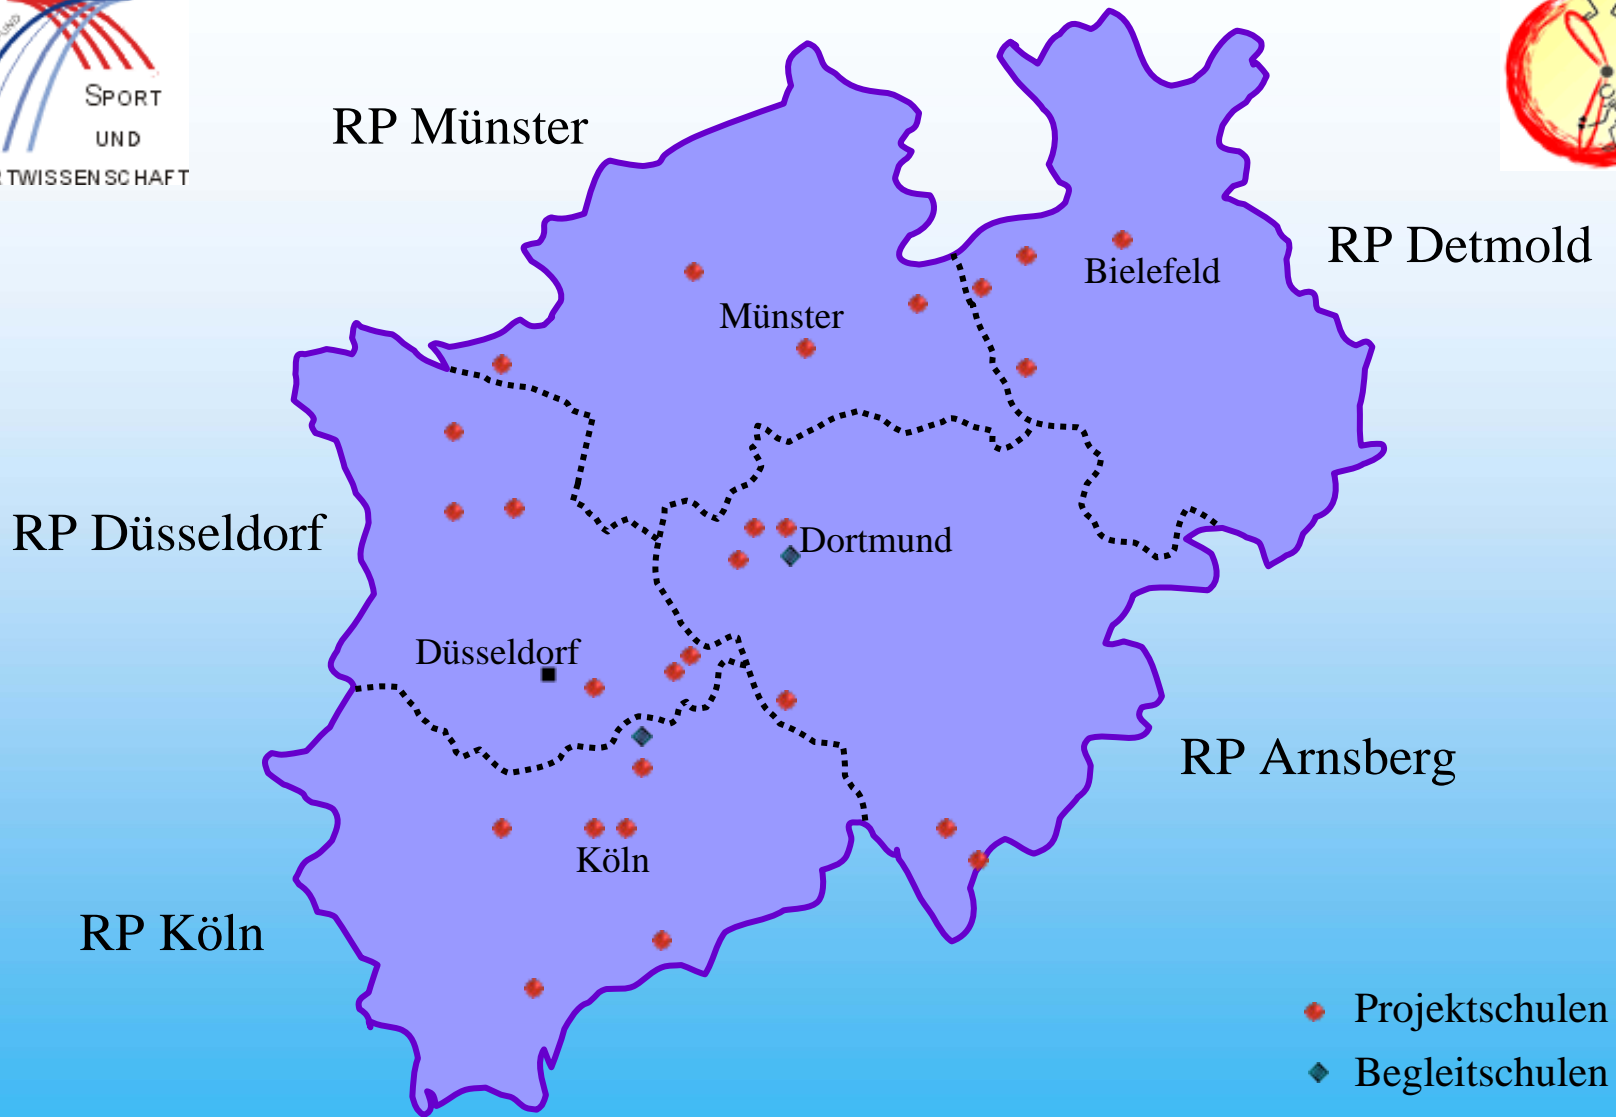 SPORT
UND
TWISSENSCHAFT
RP Münster
RP Detmold
Bielefeld
Münster
RP Düsseldorf
Dortmund
Düsseldorf
RP Arnsberg
Köln
RP Köln
Projektschulen
Begleitschulen